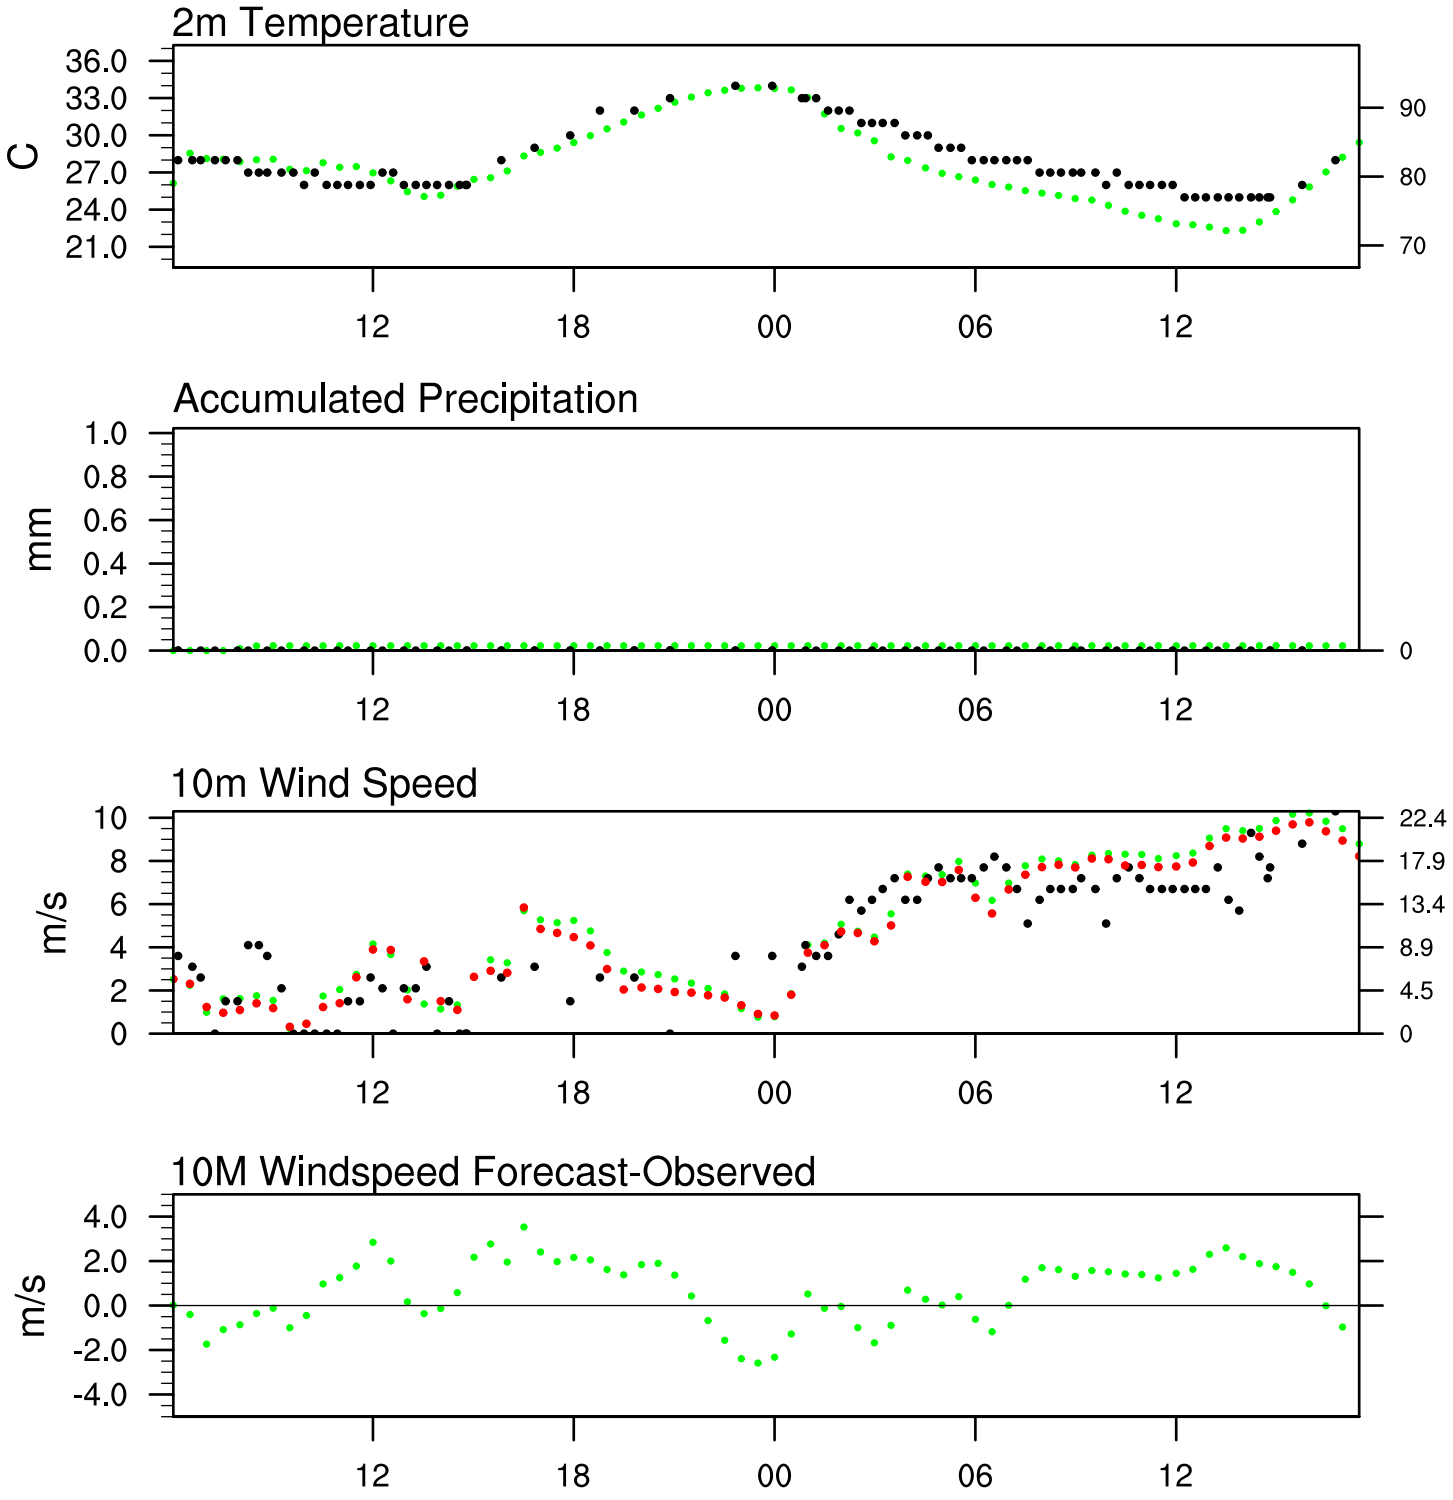 2m Temperature
36.0
33.0
90
30.0
C
27.0
80
24.0
21.0
70
12 18 00 06 12
Accumulated Precipitation
1.0
0.8
0.6
mm
0.4
0.2
0.0
0
12 18 00 06 12
10m Wind Speed
10 22.4
8 17.9
6 13.4
m/s
4 8.9
2 4.5
0 0
12 18 00 06 12
10M Windspeed Forecast-Observed
4.0
2.0
0.0
m/s
-2.0
-4.0
12 18 00 06 12